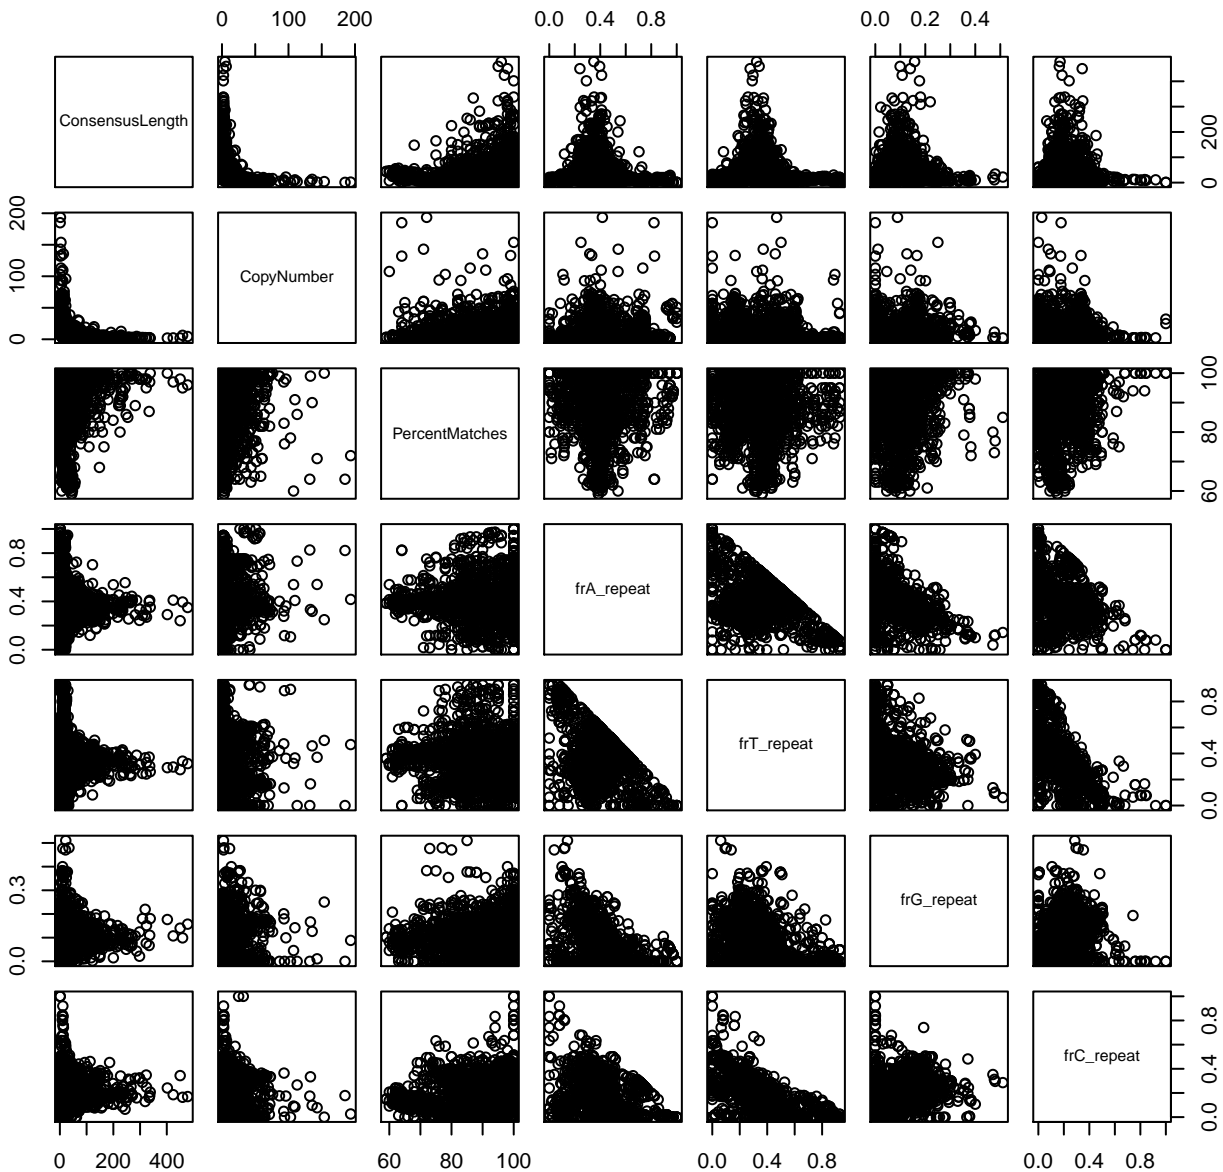 0 100 200 0.0 0.4 0.8 0.0 0.2 0.4
ConsensusLength 0 200
0 100 200 CopyNumber
PercentMatches 60 80 100
0.0 0.4 0.8 frA_repeat
frT_repeat 0.0 0.4 0.8
0.0 0.3 frG_repeat
frC_repeat 0.0 0.4 0.8
0 200 400 60 80 100 0.0 0.4 0.8 0.0 0.4 0.8